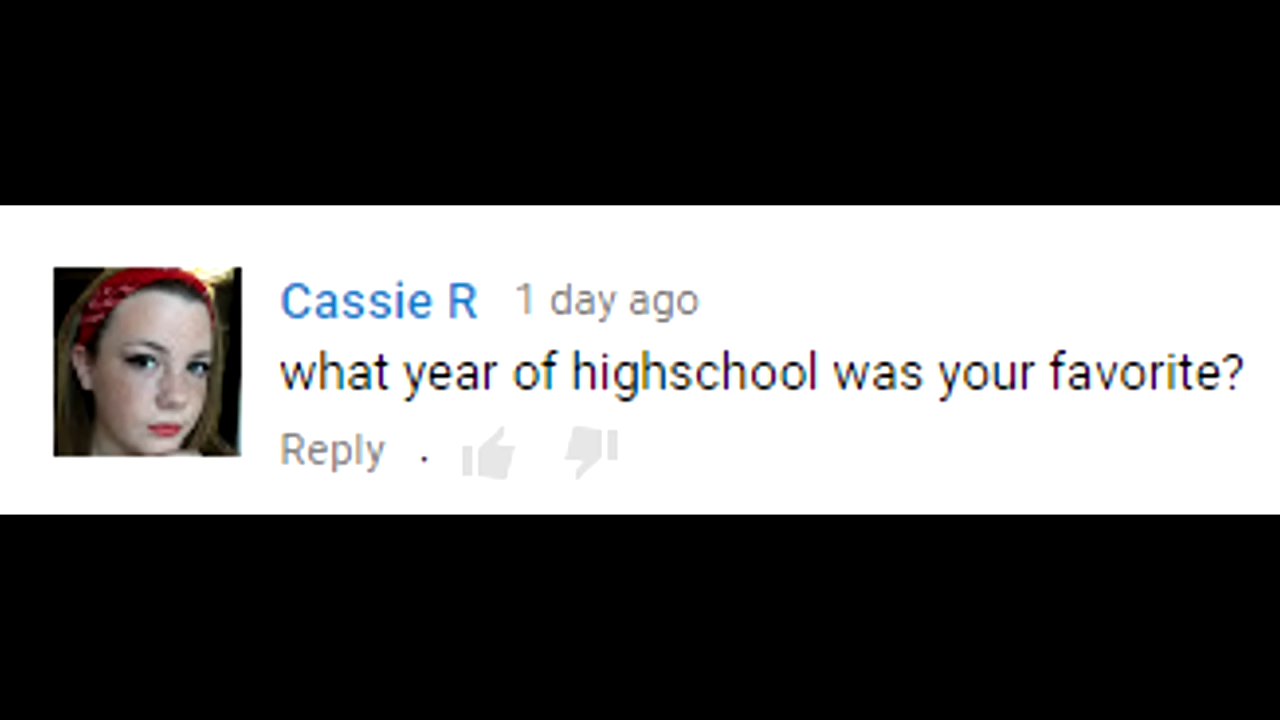 Cassie R 1 day ago
what year of highschool was your favorite?
Reply .